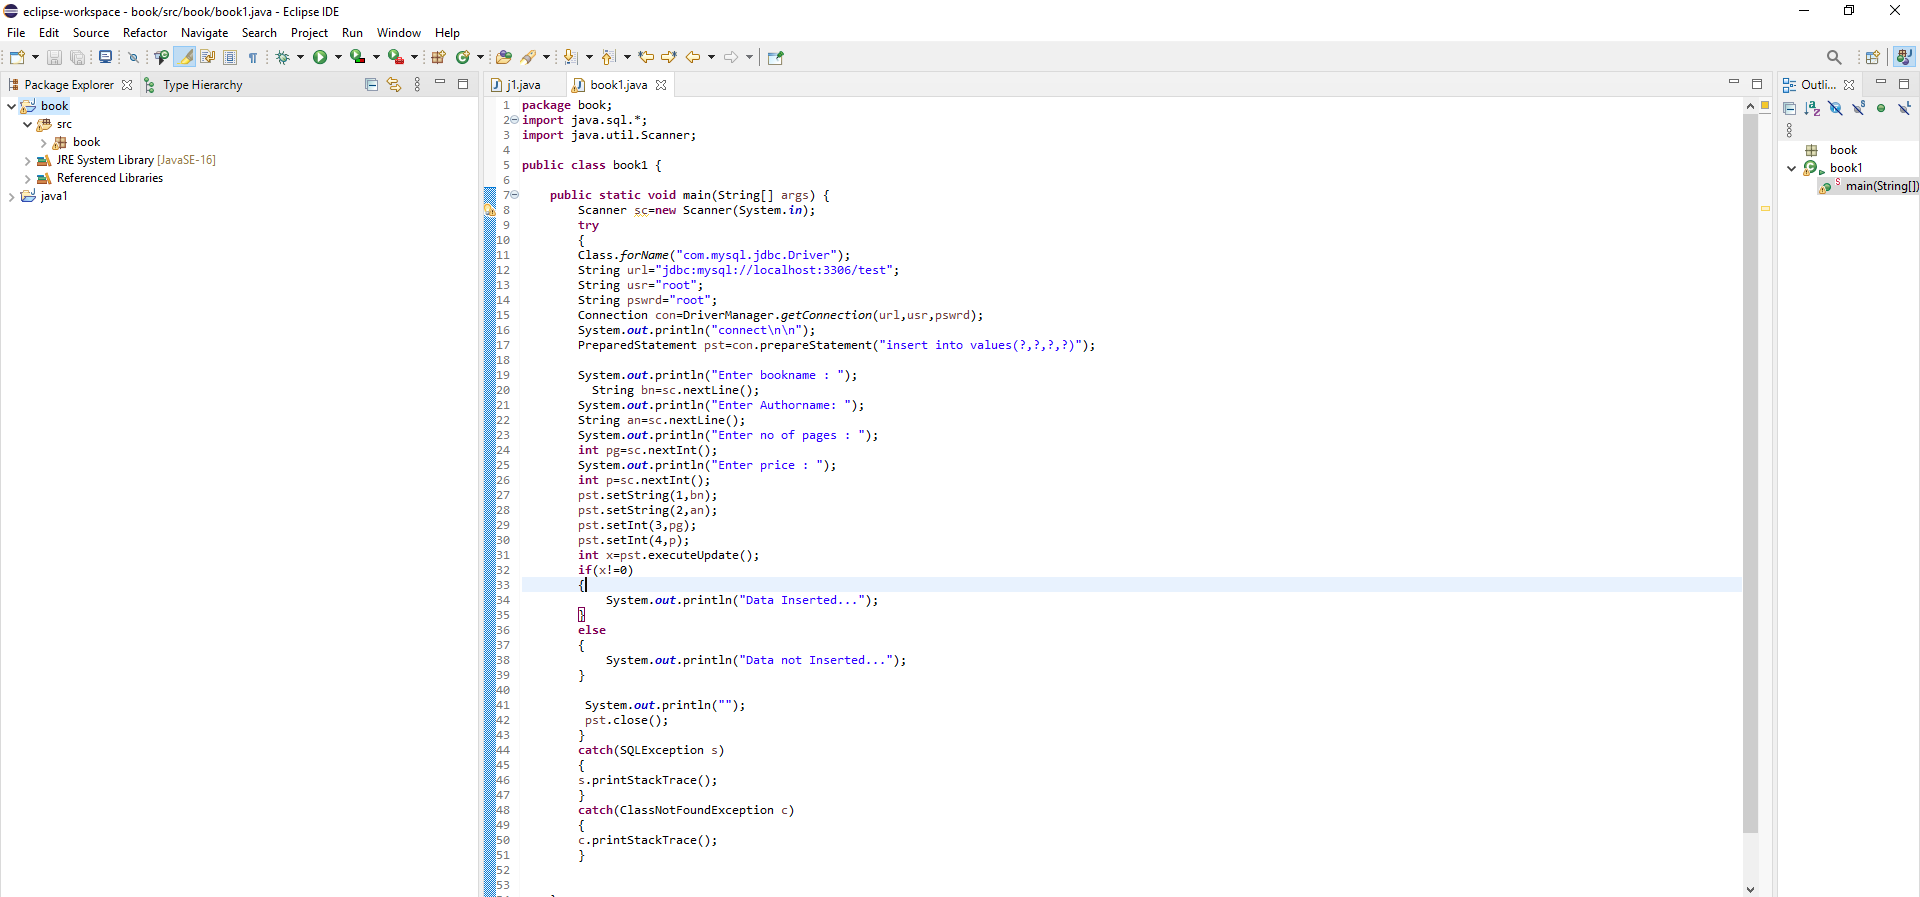 eclipse-workspace - book/src/book/book1.java - Eclipse IDE
File Edit Source Refactor Navigate Search Project Run Window Help
Package Explorer Type Hierarchy
book
src
book
JRE System Library [JavaSE-16]
Referenced Libraries
java1
j1.java book1.java
1 package book;
2 import java.sql.*;
3 import java.util.Scanner;
4
5 public class book1 {
6
7 public static void main(String[] args) {
8 Scanner sc=new Scanner(System.in);
9 try
10 {
11 Class.forName("com.mysql.jdbc.Driver");
12 String url="jdbc:mysql://localhost:3306/test";
13 String usr="root";
14 String pswrd="root";
15 Connection con=DriverManager.getConnection(url,usr,pswrd);
16 System.out.println("connect\n\n");
17 PreparedStatement pst=con.prepareStatement("insert into values(?,?,?,?)");
18
19 System.out.println("Enter bookname : ");
20 String bn=sc.nextLine();
21 System.out.println("Enter Authorname: ");
22 String an=sc.nextLine();
23 System.out.println("Enter no of pages : ");
24 int pg=sc.nextInt();
25 System.out.println("Enter price : ");
26 int p=sc.nextInt();
27 pst.setString(1,bn);
28 pst.setString(2,an);
29 pst.setInt(3,pg);
30 pst.setInt(4,p);
31 int x=pst.executeUpdate();
32 if(x!=0)
33 {
34 System.out.println("Data Inserted...");
35 }
36 else
37 {
38 System.out.println("Data not Inserted...");
39 }
40
41 System.out.println("");
42 pst.close();
43 }
44 catch(SQLException s)
45 {
46 s.printStackTrace();
47 }
48 catch(ClassNotFoundException c)
49 {
50 c.printStackTrace();
51 }
52
53
Outli...
book
book1
main(String[])